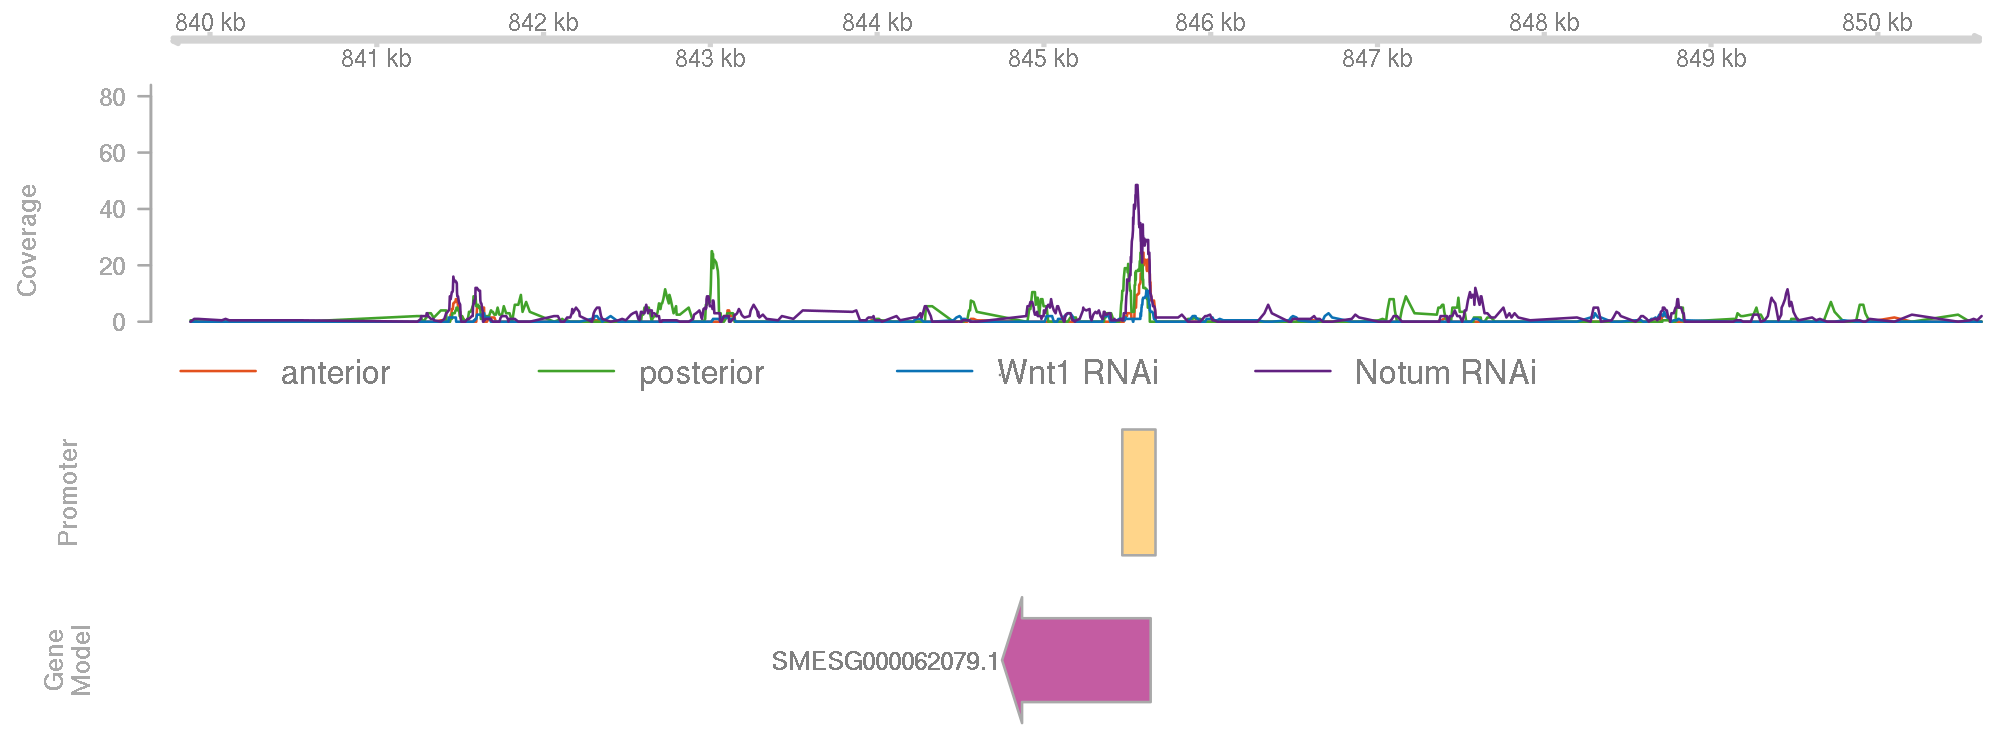 840 kb 842 kb 844 kb 846 kb 848 kb 850 kb
841 kb 843 kb 845 kb 847 kb 849 kb
80
60
40
20
0
Coverage
anterior posterior Wnt1 RNAi Notum RNAi
Promoter
SMESG000062079.1
Gene
Model